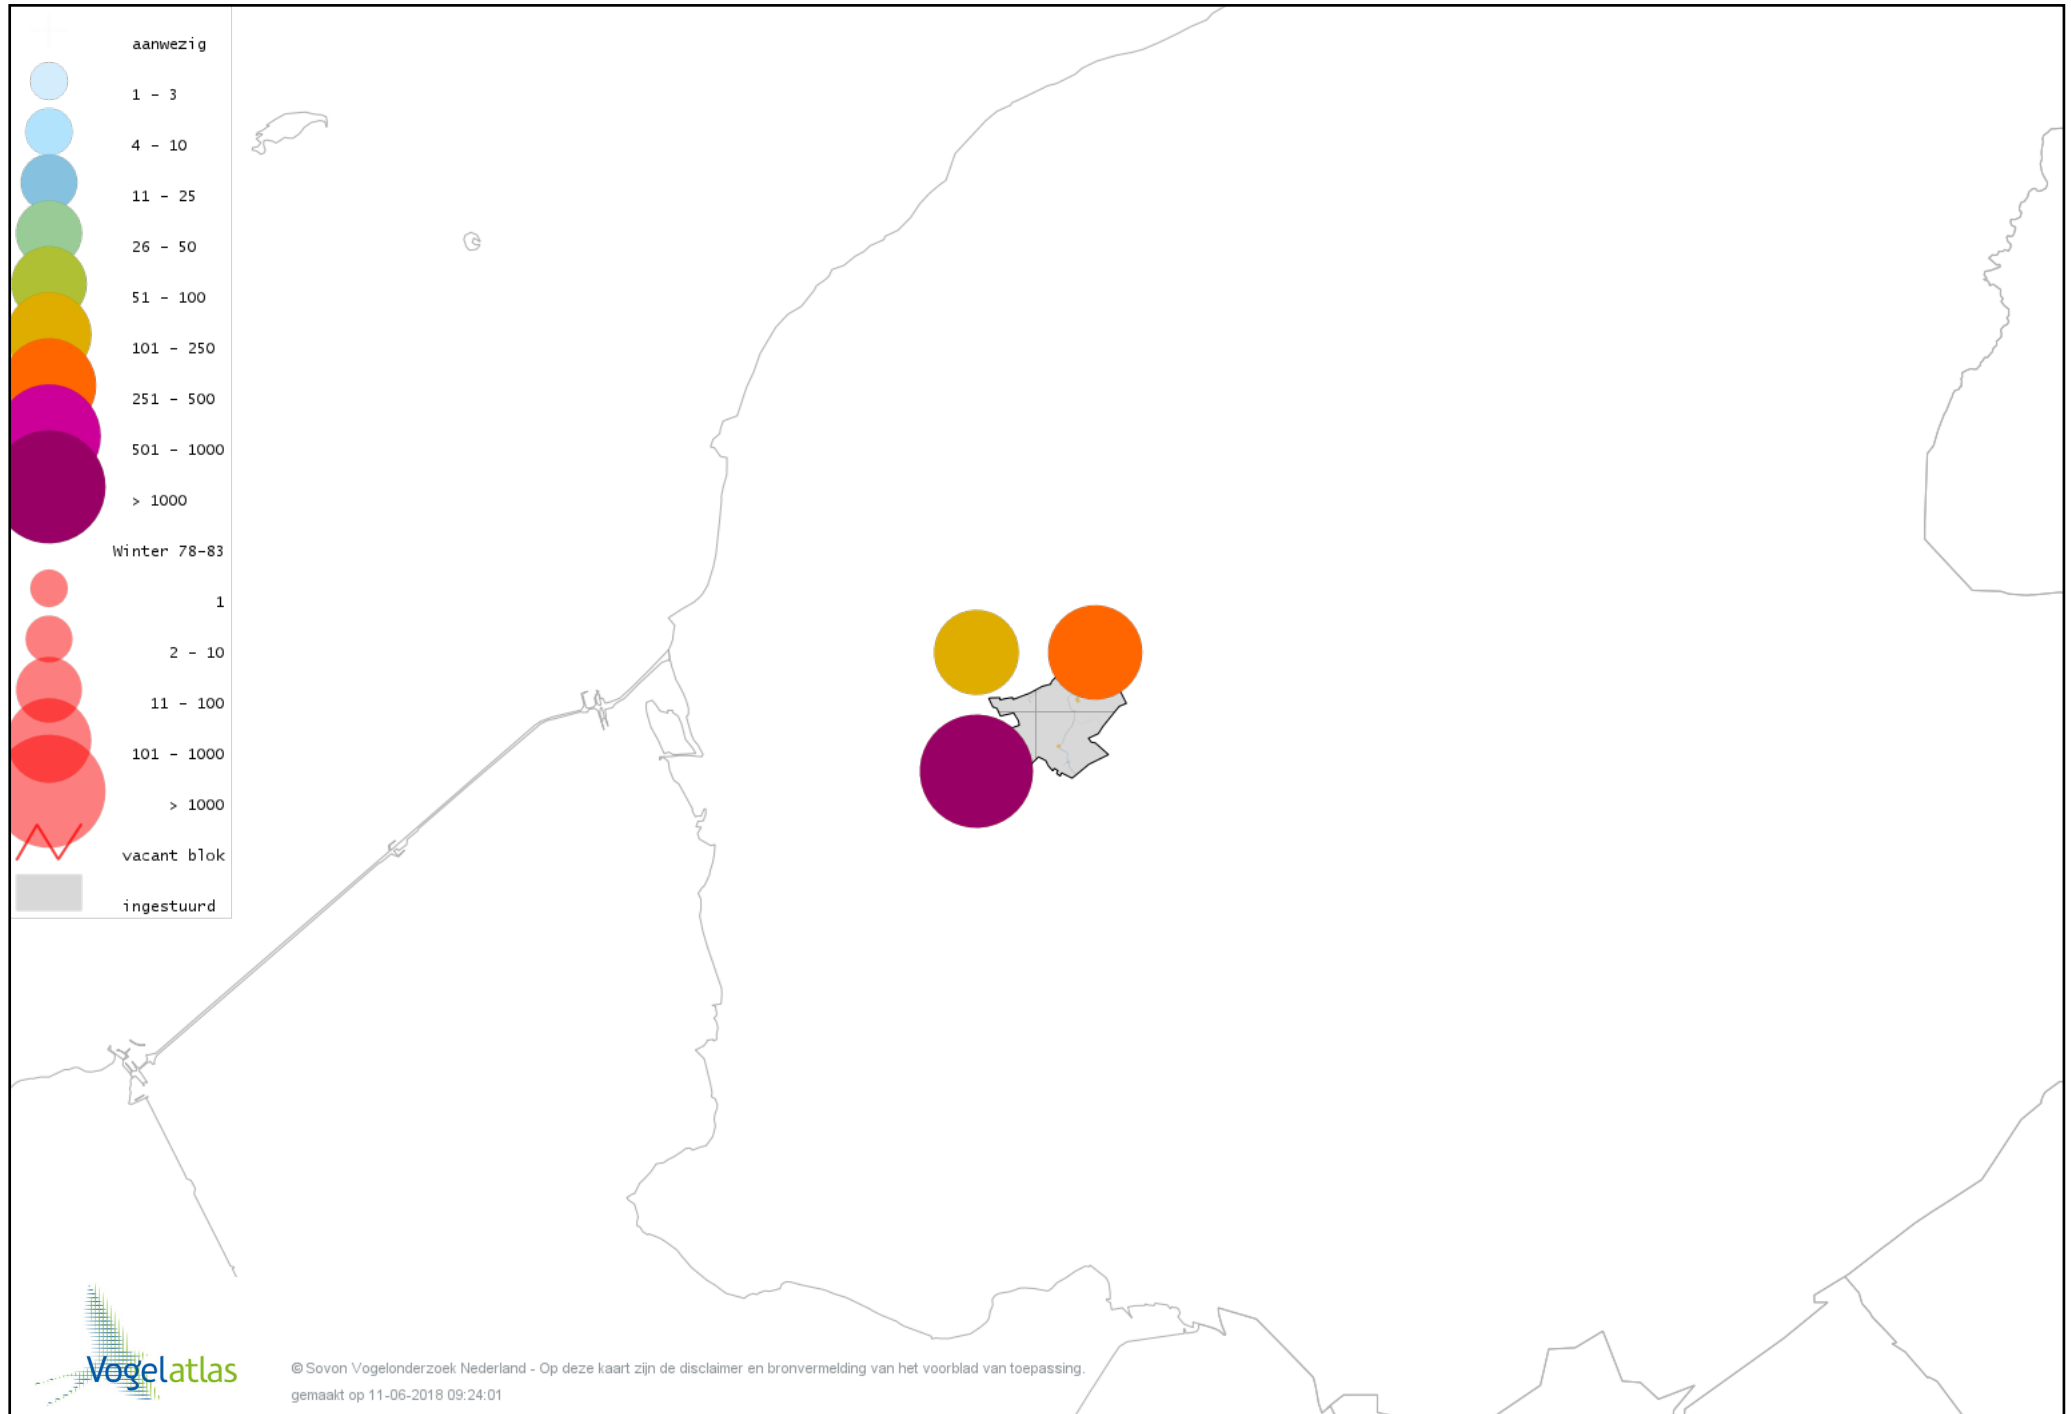 aanwezig
1 - 3
4 - 10
11 - 25
26 - 50
51 - 100
101 - 250
251 - 500
501 - 1000
> 1000
Winter 78-83
1
2 - 10
11 - 100
101 - 1000
> 1000
vacant blok
ingestuurd
Vogelatlas
© Sovon Vogelonderzoek Nederland - Op deze kaart zijn de disclaimer en bronvermelding van het voorblad van toepassing.
gemaakt op 11-06-2018 09:24:01